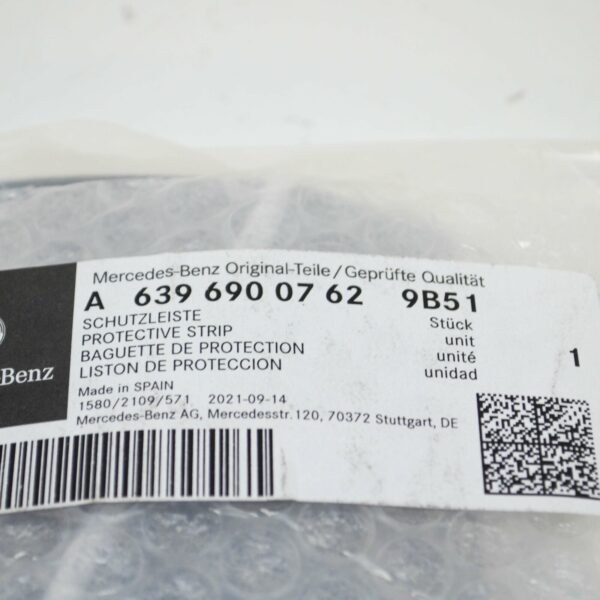 Mercedes-Benz Original-Teile/Geprüfte Qualität
A 639 690 07 62 9B51
SCHUTZLEISTE Stück
PROTECTIVE STRIP unit
BAGUETTE DE PROTECTION unité
LISTON DE PROTECCION unidad
1
-Benz
Made in SPAIN
1580/2109/571 2021-09-14
Mercedes-Benz AG, Mercedesstr. 120, 70372 Stuttgart, DE